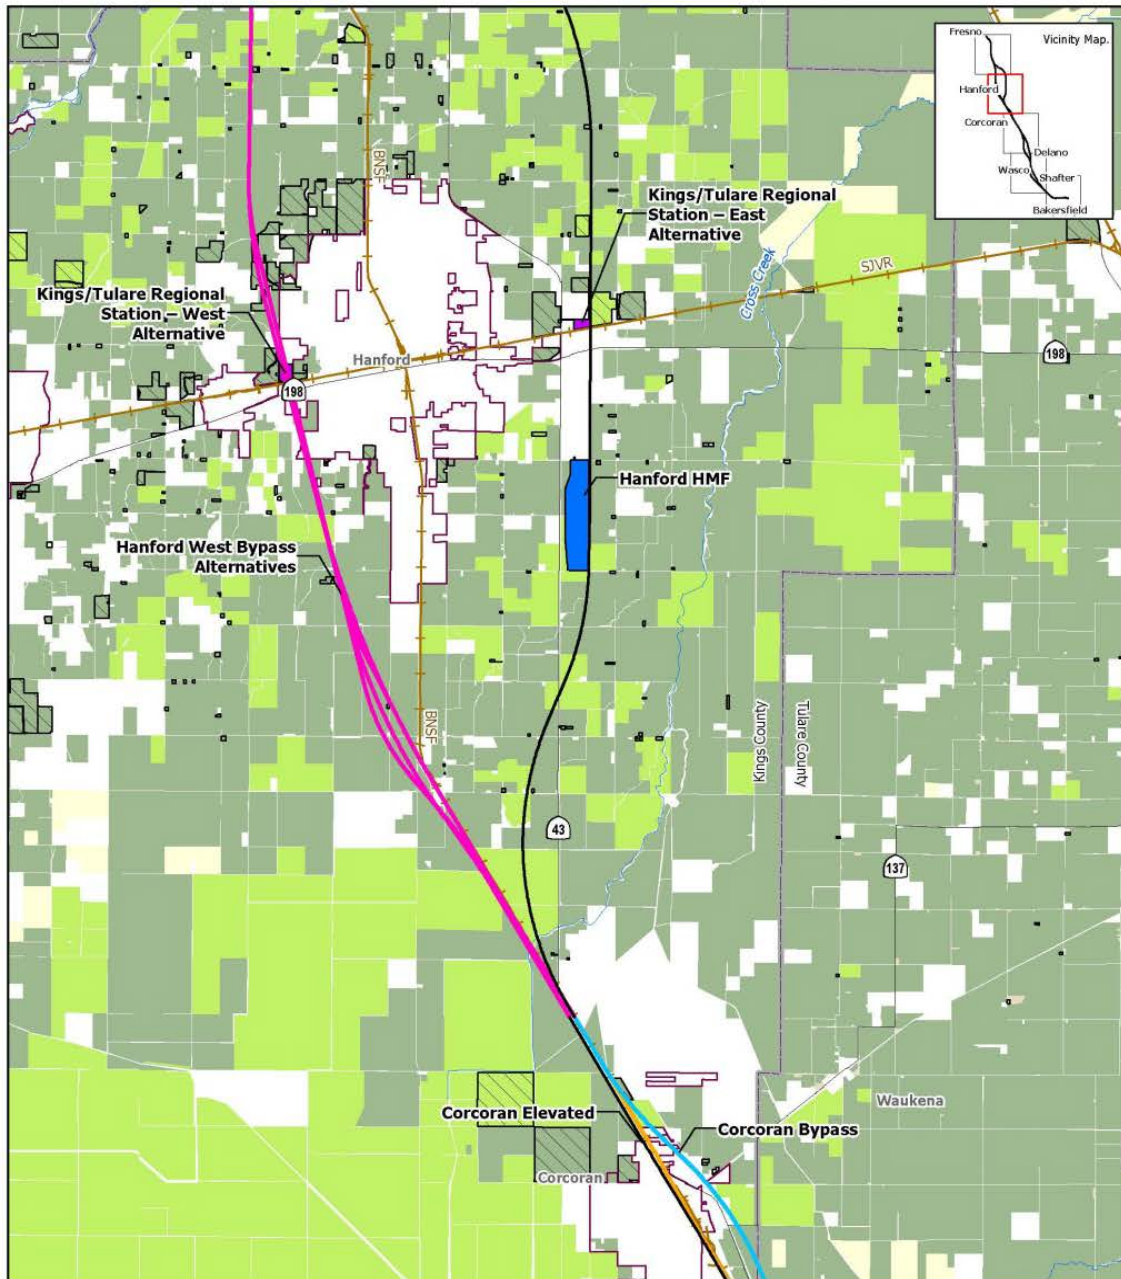 Fresno
Vicinity Map.
Hanford
Corcoran
Delano
Wasco
Shafter
Bakersfield
BNSF
Kings/Tulare Regional
Station – East
Alternative
Cross Creek
SJVR
Kings/Tulare Regional
Station – West
Alternative
Hanford
198
198
Hanford HMF
Hanford West Bypass
Alternatives
BNSF
Kings County
Tulare County
43
137
Waukena
Corcoran Elevated
Corcoran Bypass
Corcoran